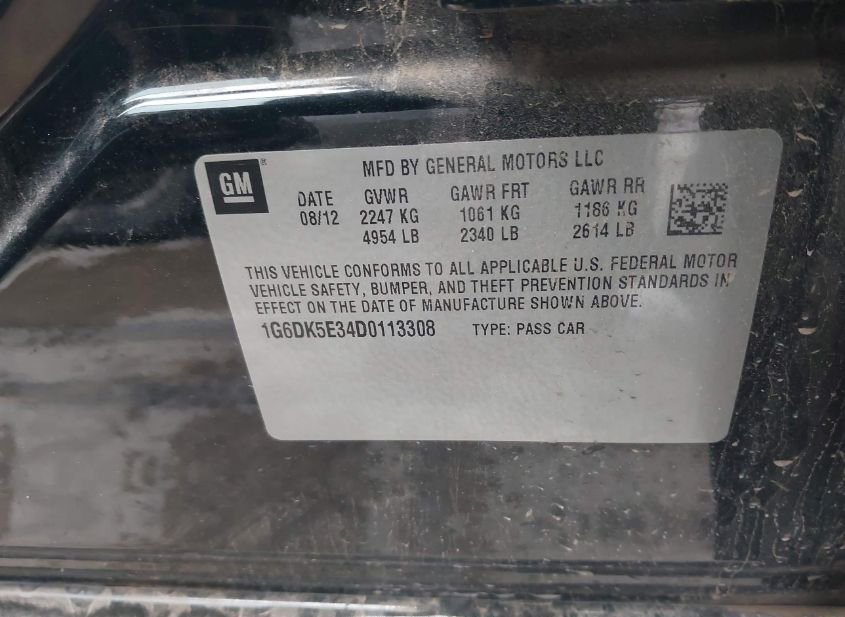 GM
MFD BY GENERAL MOTORS LLC
DATE GVWR GAWR FRT GAWR RR
08/12 2247 KG 1061 KG 1186 KG
4954 LB 2340 LB 2614 LB
THIS VEHICLE CONFORMS TO ALL APPLICABLE U.S. FEDERAL MOTOR
VEHICLE SAFETY, BUMPER, AND THEFT PREVENTION STANDARDS IN
EFFECT ON THE DATE OF MANUFACTURE SHOWN ABOVE.
1G6DK5E34D0113308 TYPE: PASS CAR